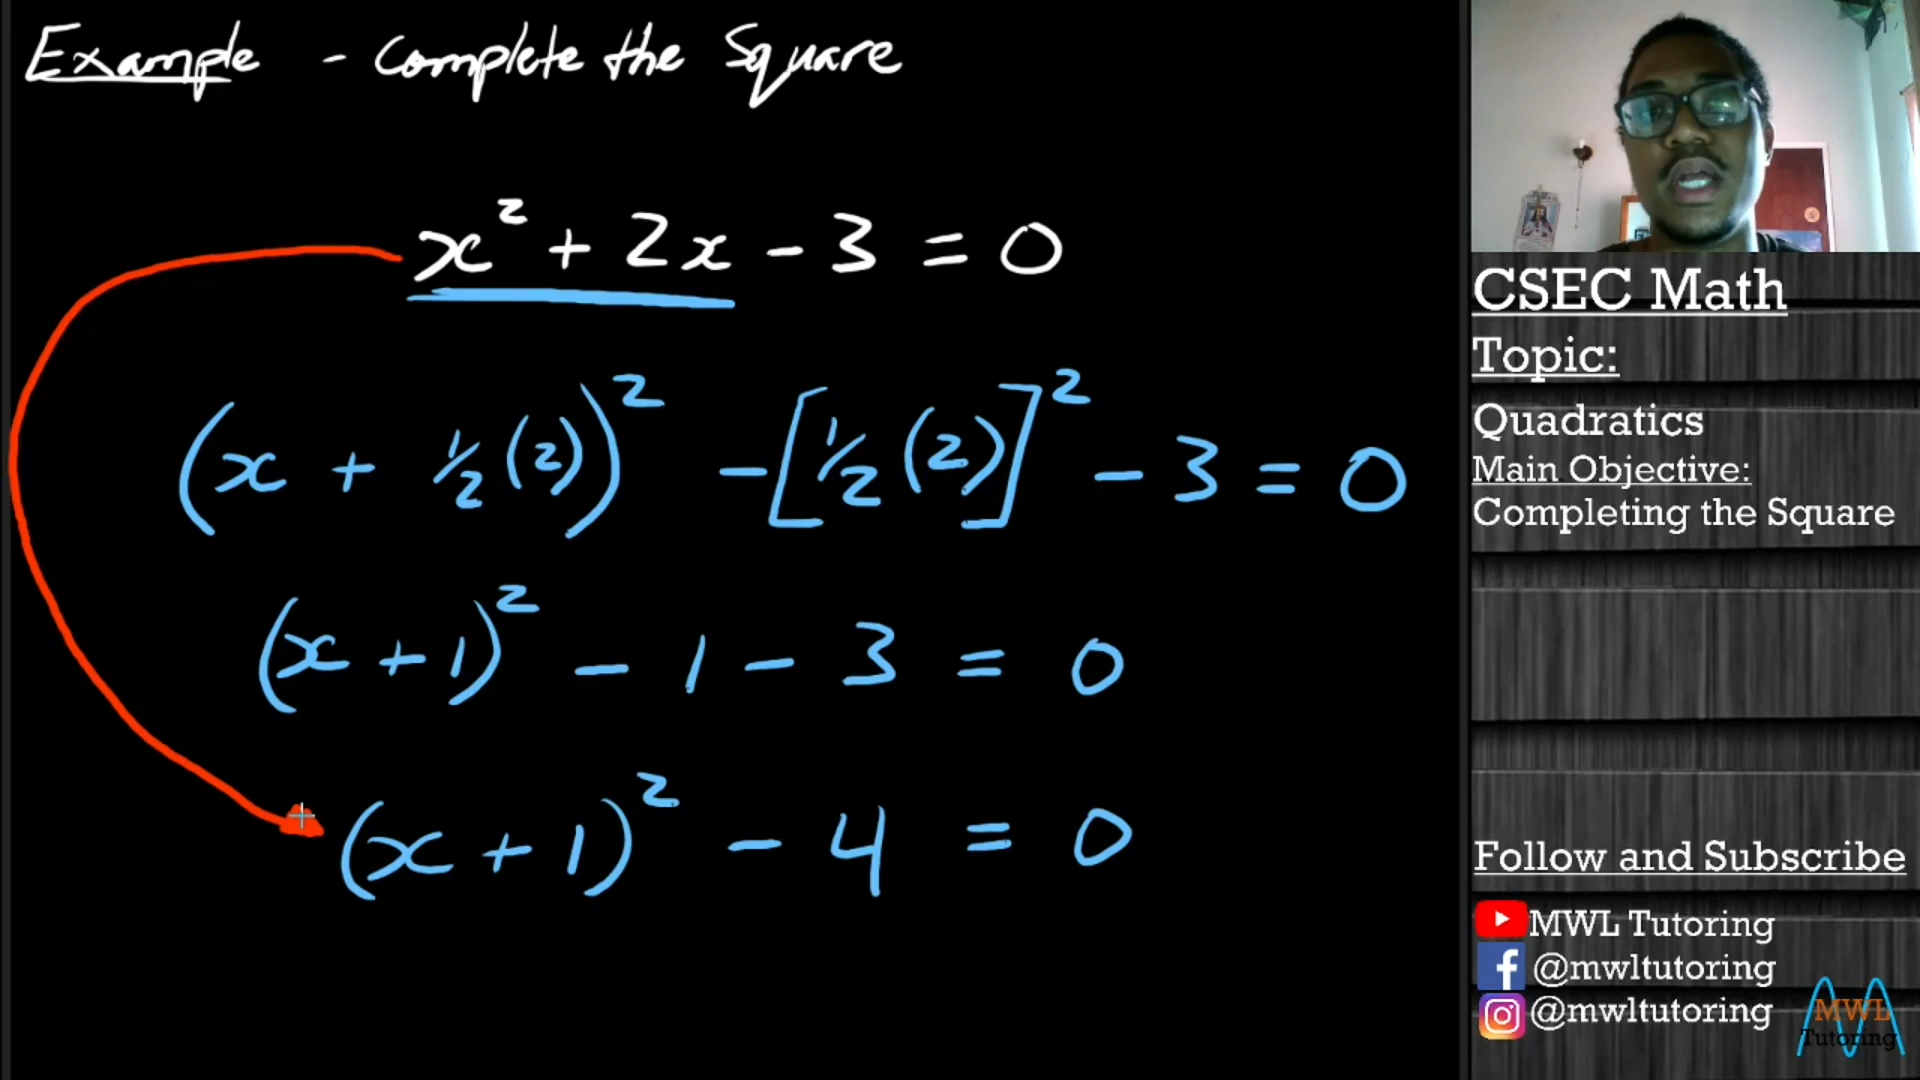 Example - Complete the Square
x² + 2x - 3 = 0
(x + ½(2))² - [½(2)]² - 3 = 0
(x + 1)² - 1 - 3 = 0
(x + 1)² - 4 = 0
CSEC Math
Topic:
Quadratics
Main Objective:
Completing the Square
Follow and Subscribe
MWL Tutoring
@mwltutoring
@mwltutoring
MWL
Tutoring